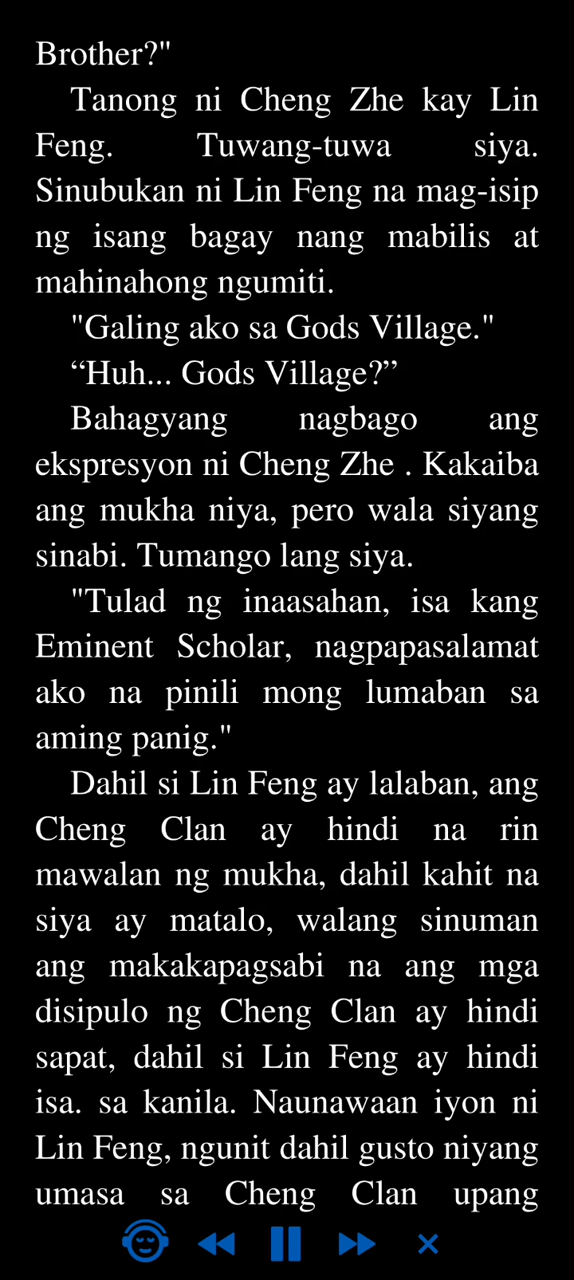 Brother?"
Tanong ni Cheng Zhe kay Lin
Feng. Tuwang-tuwa siya.
Sinubukan ni Lin Feng na mag-isip
ng isang bagay nang mabilis at
mahinahong ngumiti.
"Galing ako sa Gods Village."
“Huh... Gods Village?”
Bahagyang nagbago ang
ekspresyon ni Cheng Zhe . Kakaiba
ang mukha niya, pero wala siyang
sinabi. Tumango lang siya.
"Tulad ng inaasahan, isa kang
Eminent Scholar, nagpapasalamat
ako na pinili mong lumaban sa
aming panig."
Dahil si Lin Feng ay lalaban, ang
Cheng Clan ay hindi na rin
mawalan ng mukha, dahil kahit na
siya ay matalo, walang sinuman
ang makakapagsabi na ang mga
disipulo ng Cheng Clan ay hindi
sapat, dahil si Lin Feng ay hindi
isa. sa kanila. Naunawaan iyon ni
Lin Feng, ngunit dahil gusto niyang
umasa sa Cheng Clan upang